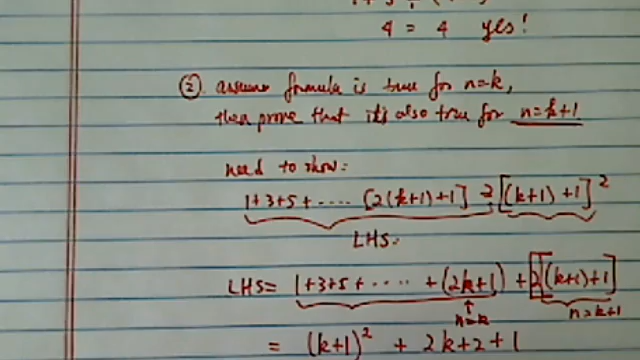 4 = 4 yes!
② assume formula is true for n=k,
then prove that it's also true for n=k+1
need to show:
1+3+5+ ···· [2(k+1)+1] = [(k+1)+1]²
LHS.
LHS= 1+3+5+ ···· +(2k+1) + [2(k+1)+1]
n=k n=k+1
= (k+1)² + 2k+2+1